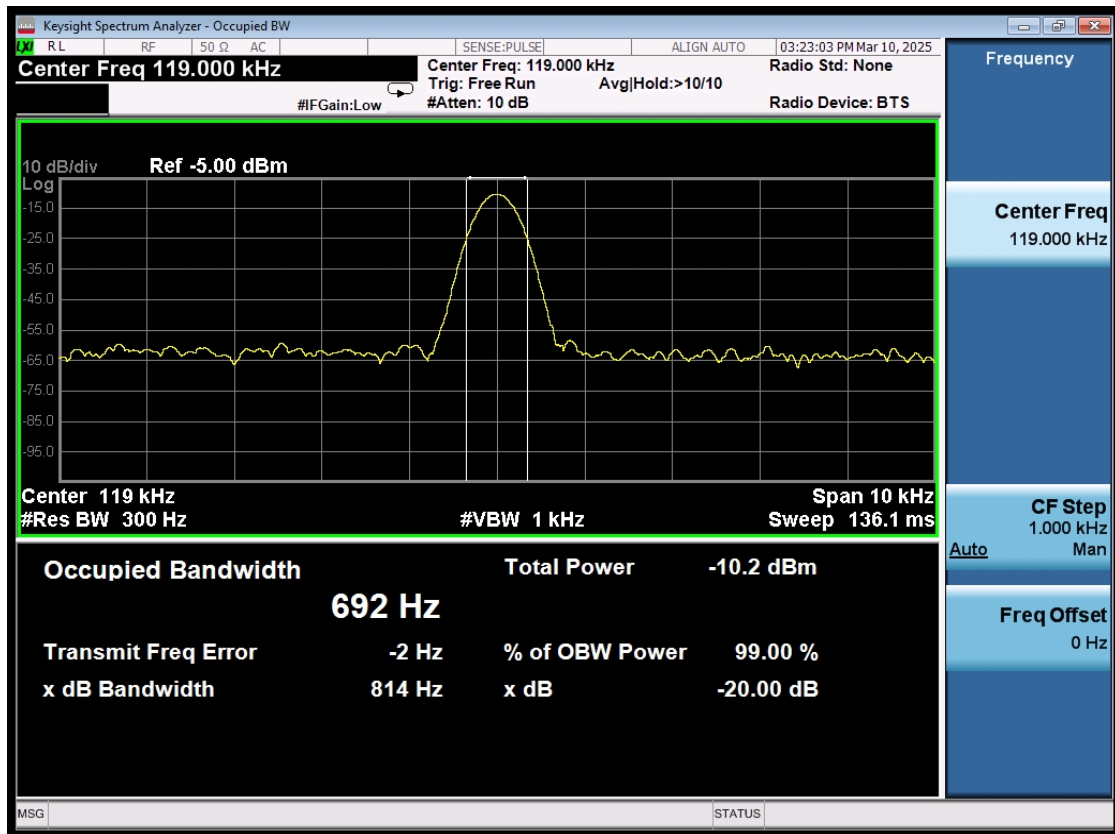 Keysight Spectrum Analyzer - Occupied BW
LXI RL RF 50 Ω AC SENSE:PULSE ALIGN AUTO 03:23:03 PM Mar 10, 2025
Center Freq 119.000 kHz
Center Freq: 119.000 kHz
Radio Std: None
Trig: Free Run Avg|Hold:>10/10
#IFGain:Low
#Atten: 10 dB
Radio Device: BTS
10 dB/div Ref -5.00 dBm
Log
-15.0
-25.0
-35.0
-45.0
-55.0
-65.0
-75.0
-85.0
-95.0
Center 119 kHz Span 10 kHz
#Res BW 300 Hz #VBW 1 kHz Sweep 136.1 ms
Occupied Bandwidth Total Power -10.2 dBm
692 Hz
Transmit Freq Error -2 Hz % of OBW Power 99.00 %
x dB Bandwidth 814 Hz x dB -20.00 dB
MSG STATUS
Frequency
Center Freq
119.000 kHz
CF Step
1.000 kHz
Auto Man
Freq Offset
0 Hz